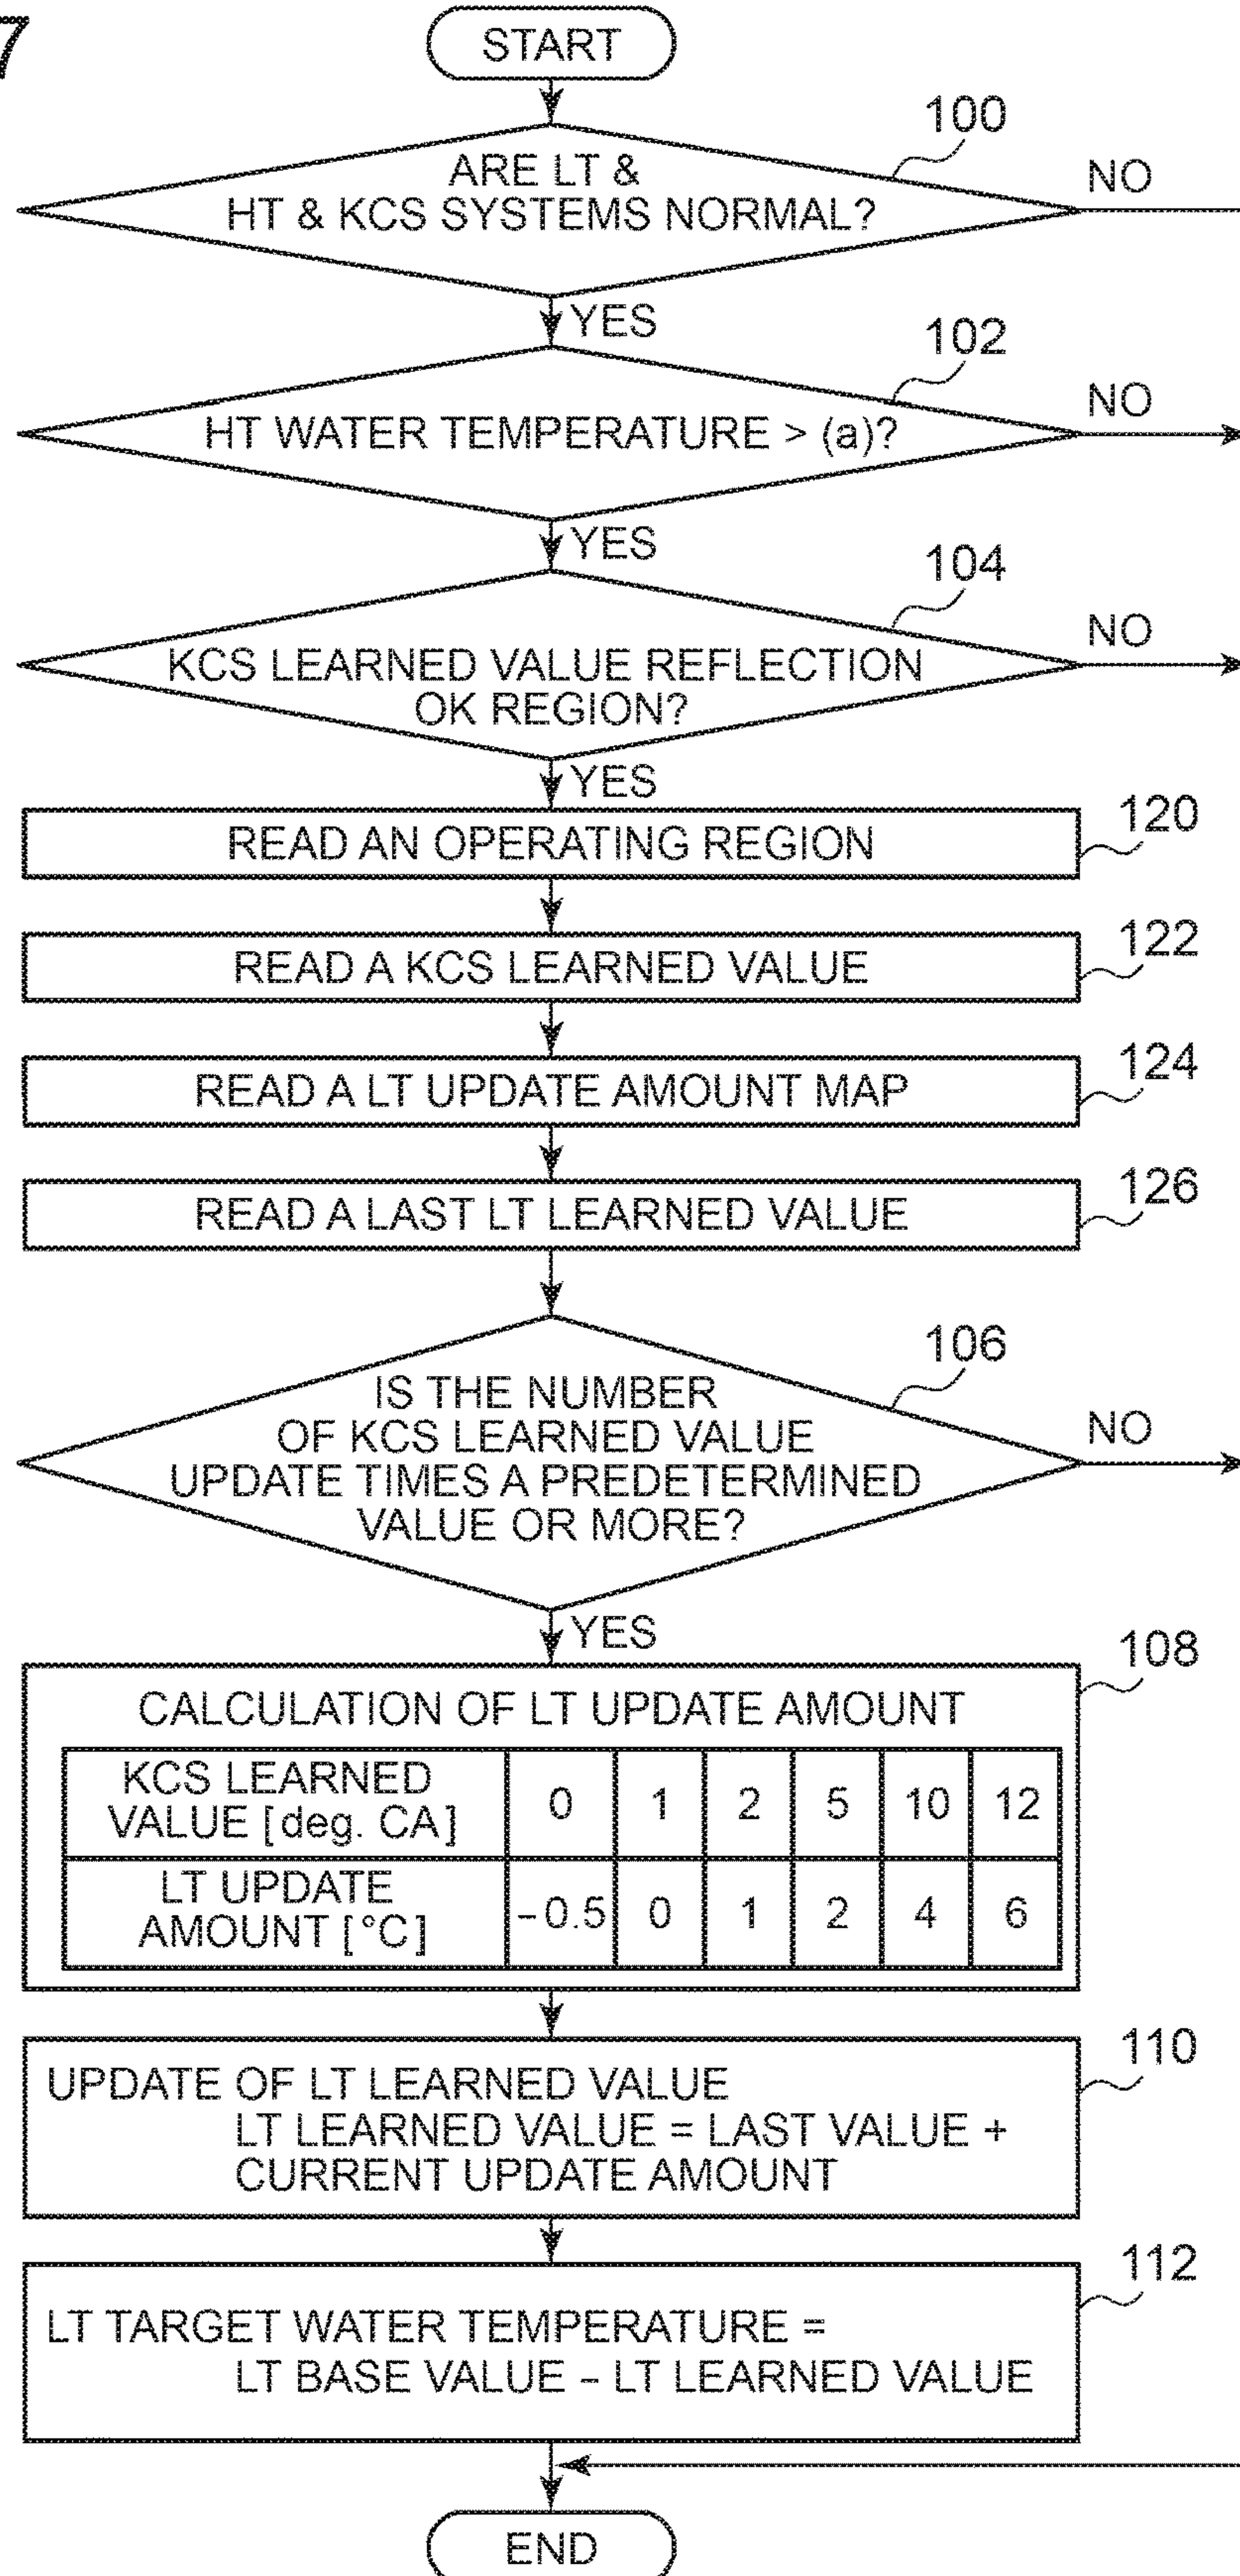 7
START
100
ARE LT &
HT & KCS SYSTEMS NORMAL?
NO
YES
102
HT WATER TEMPERATURE > (a)?
NO
YES
104
KCS LEARNED VALUE REFLECTION
OK REGION?
NO
YES
120
READ AN OPERATING REGION
122
READ A KCS LEARNED VALUE
124
READ A LT UPDATE AMOUNT MAP
126
READ A LAST LT LEARNED VALUE
106
IS THE NUMBER
OF KCS LEARNED VALUE
UPDATE TIMES A PREDETERMINED
VALUE OR MORE?
NO
YES
108
CALCULATION OF LT UPDATE AMOUNT
KCS LEARNED
VALUE [deg. CA] 0 1 2 5 10 12
LT UPDATE
AMOUNT [°C] -0.5 0 1 2 4 6
110
UPDATE OF LT LEARNED VALUE
LT LEARNED VALUE = LAST VALUE +
CURRENT UPDATE AMOUNT
112
LT TARGET WATER TEMPERATURE =
LT BASE VALUE - LT LEARNED VALUE
END